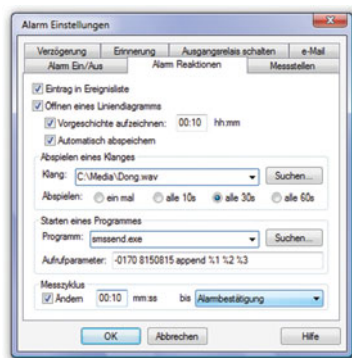 Alarm Einstellungen
Verzögerung Erinnerung Ausgangsrelais schalten e-Mail
Alarm Ein/Aus Alarm Reaktionen Messstellen
Eintrag in Ereignisliste
Öffnen eines Liniendiagramms
Vorgeschichte aufzeichnen: 00:10 hh:mm
Automatisch abspeichern
Abspielen eines Klanges
Klang: C:\Media\Dong.wav Suchen...
Abspielen: ein mal alle 10s alle 30s alle 60s
Starten eines Programmes
Programm: smssend.exe Suchen...
Aufrufparameter: -0170 8150815 append %1 %2 %3
Messzyklus
Ändern 00:10 mm:ss bis Alarmbestätigung
OK Abbrechen Hilfe